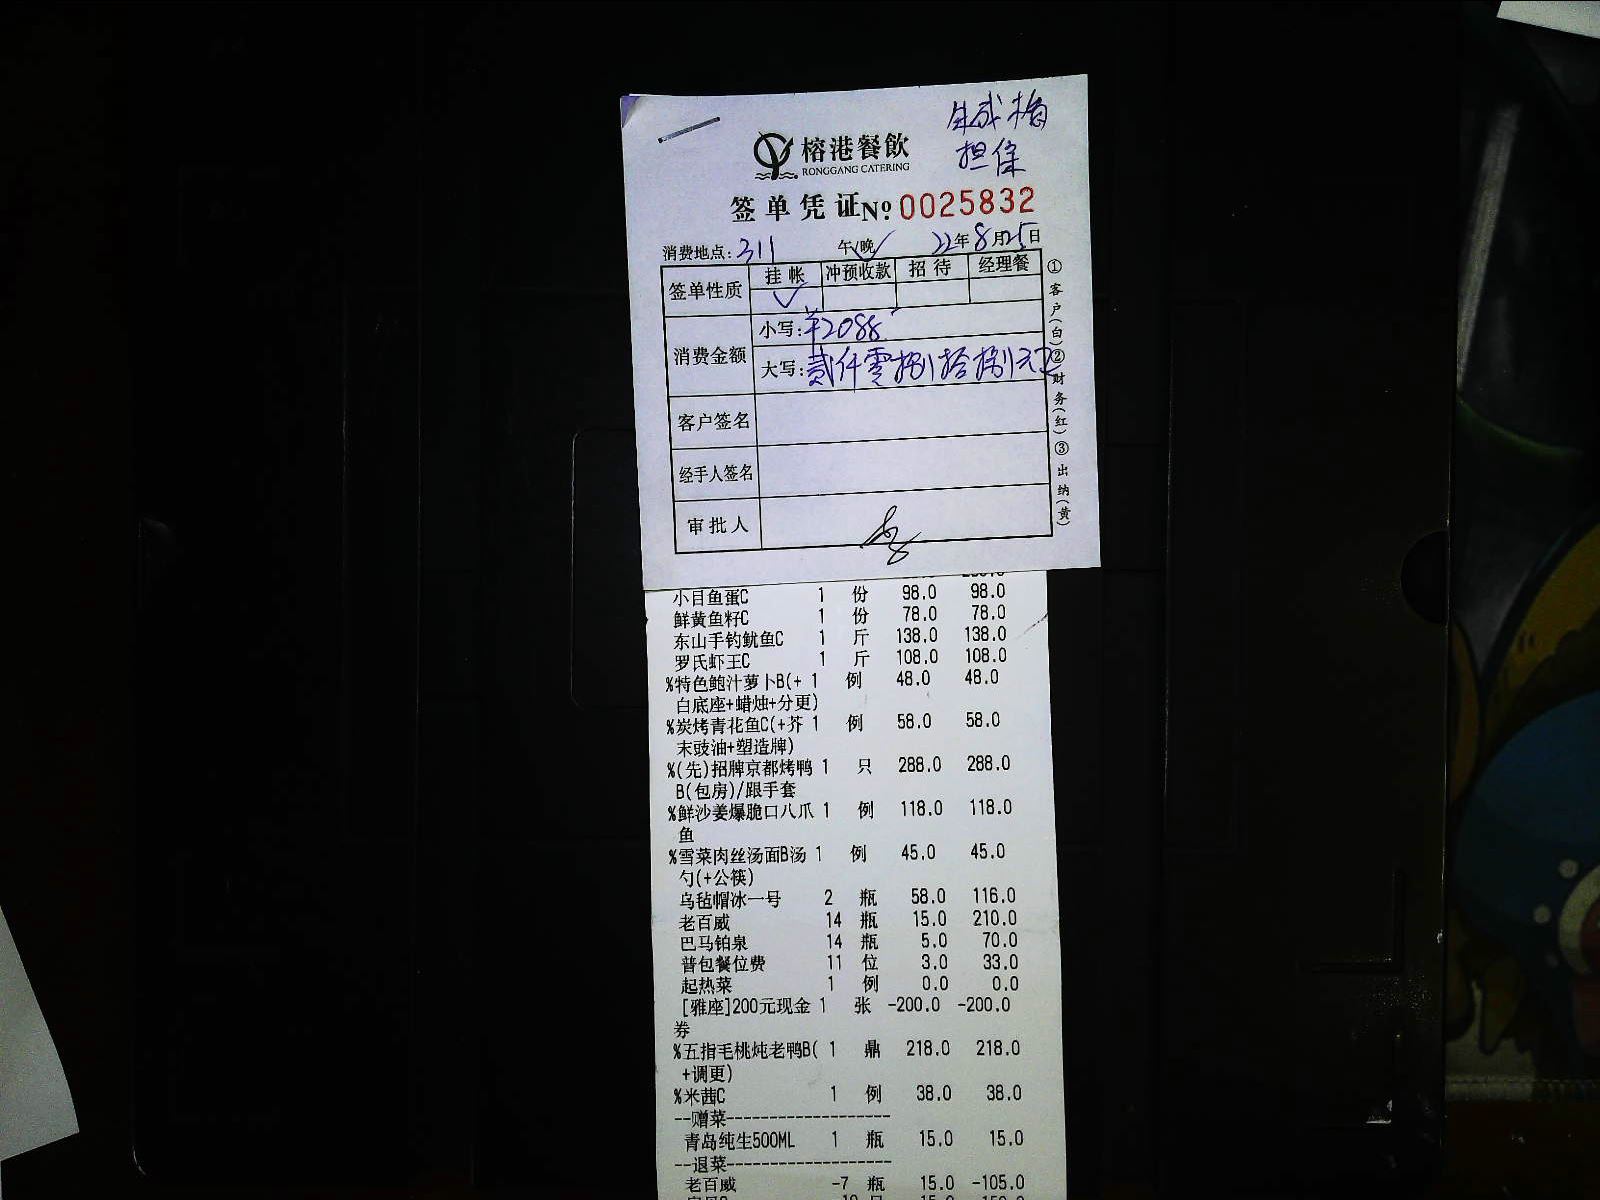 担保
榕港餐飲
RONGGANG CATERING
签单凭证 №0025832
消费地点: 311 午/晚✓ 22年8月25日
签单性质 挂帐 冲预收款 招待 经理餐
✓
消费金额 小写: ¥2088
大写: 贰仟零捌拾捌元
客户签名
经手人签名
审批人
①客户(白)②财务(红)③出纳(黄)
小目鱼蛋C 1 份 98.0 98.0
鲜黄鱼籽C 1 份 78.0 78.0
东山手钓鱿鱼C 1 斤 138.0 138.0
罗氏虾王C 1 斤 108.0 108.0
%特色鲍汁萝卜B(+ 1 例 48.0 48.0
白底座+蜡烛+分更)
%炭烤青花鱼C(+芥 1 例 58.0 58.0
末豉油+塑造牌)
%(先)招牌京都烤鸭 1 只 288.0 288.0
B(包房)/跟手套
%鲜沙姜爆脆口八爪 1 例 118.0 118.0
鱼
%雪菜肉丝汤面B汤 1 例 45.0 45.0
勺(+公筷)
乌毡帽冰一号 2 瓶 58.0 116.0
老百威 14 瓶 15.0 210.0
巴马铂泉 14 瓶 5.0 70.0
普包餐位费 11 位 3.0 33.0
起热菜 1 例 0.0 0.0
[雅座]200元现金 1 张 -200.0 -200.0
券
%五指毛桃炖老鸭B( 1 鼎 218.0 218.0
+调更)
%米茜C 1 例 38.0 38.0
--赠菜-------------------
青岛纯生500ML 1 瓶 15.0 15.0
--退菜-------------------
老百威 -7 瓶 15.0 -105.0